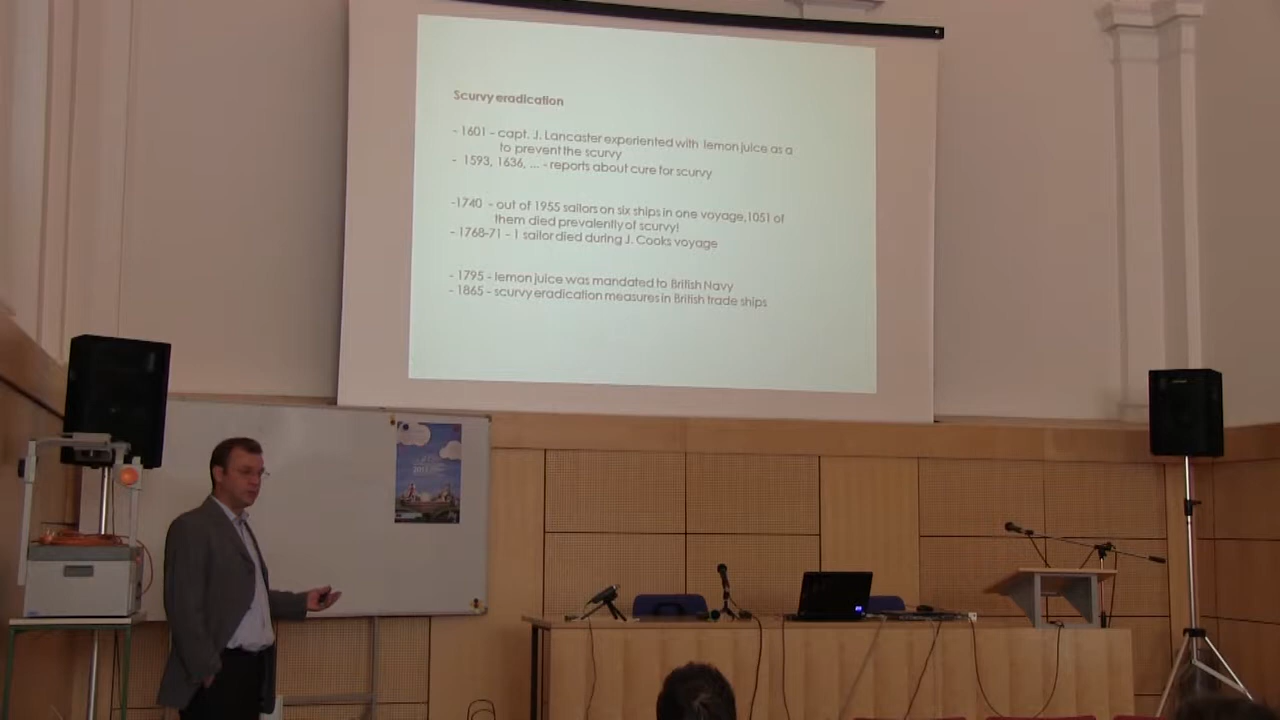 Scurvy eradication
- 1601 - capt. J. Lancaster experiented with lemon juice as a
to prevent the scurvy
- 1593, 1636, ... - reports about cure for scurvy
-1740 - out of 1955 sailors on six ships in one voyage,1051 of
them died prevalently of scurvy!
- 1768-71 - 1 sailor died during J. Cooks voyage
- 1795 - lemon juice was mandated to British Navy
- 1865 - scurvy eradication measures in British trade ships